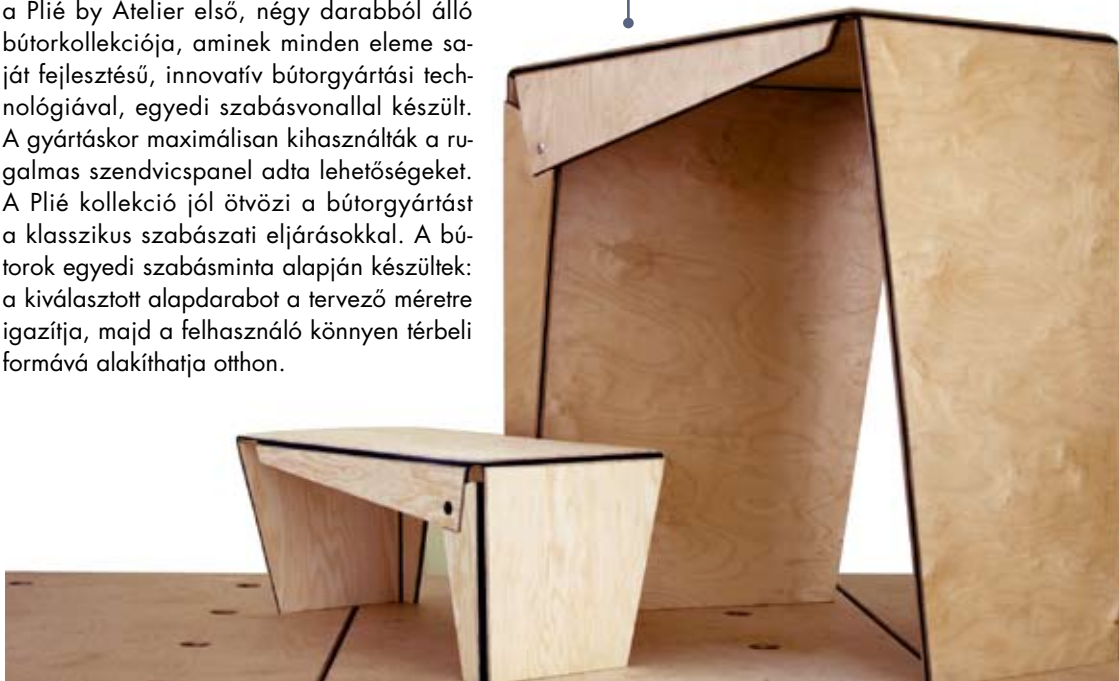 a Plié by Atelier első, négy darabból álló
bútorkollekciója, aminek minden eleme sa-
ját fejlesztésű, innovatív bútorgyártási tech-
nológiával, egyedi szabásvonallal készült.
A gyártáskor maximálisan kihasználták a ru-
galmas szendvicspanel adta lehetőségeket.
A Plié kollekció jól ötvözi a bútorgyártást
a klasszikus szabászati eljárásokkal. A bú-
torok egyedi szabásminta alapján készültek:
a kiválasztott alapdarabot a tervező méretre
igazítja, majd a felhasználó könnyen térbeli
formává alakíthatja otthon.